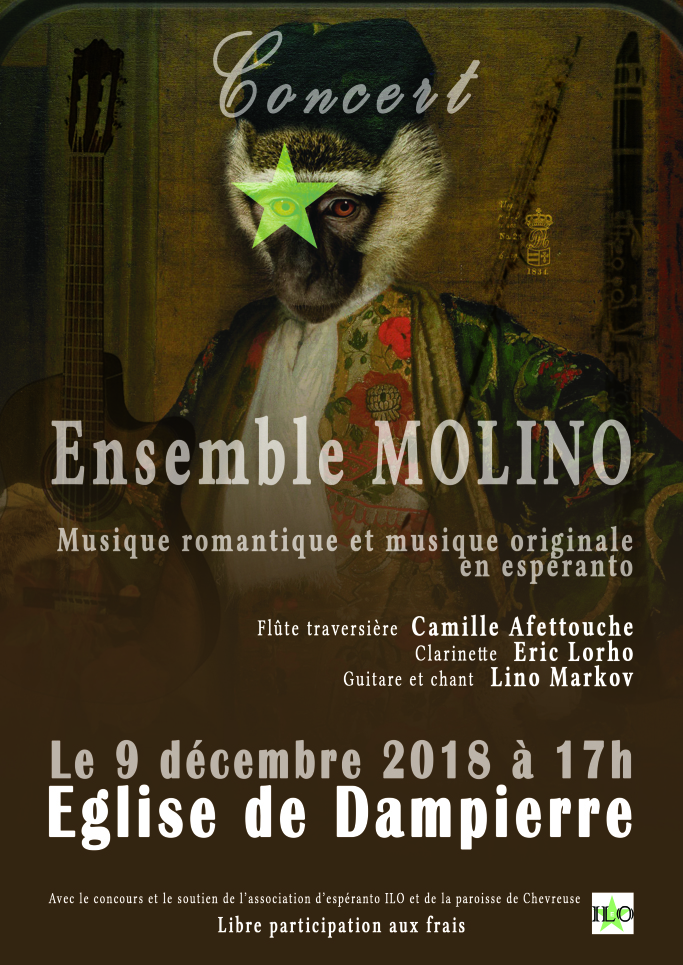 Concert
1834
Ensemble MOLINO
Musique romantique et musique originale
en espéranto
Flûte traversière Camille Afettouche
Clarinette Eric Lorho
Guitare et chant Lino Markov
Le 9 décembre 2018 à 17h
Eglise de Dampierre
Avec le concours et le soutien de l'association d'espéranto ILO et de la paroisse de Chevreuse
ILO
Libre participation aux frais